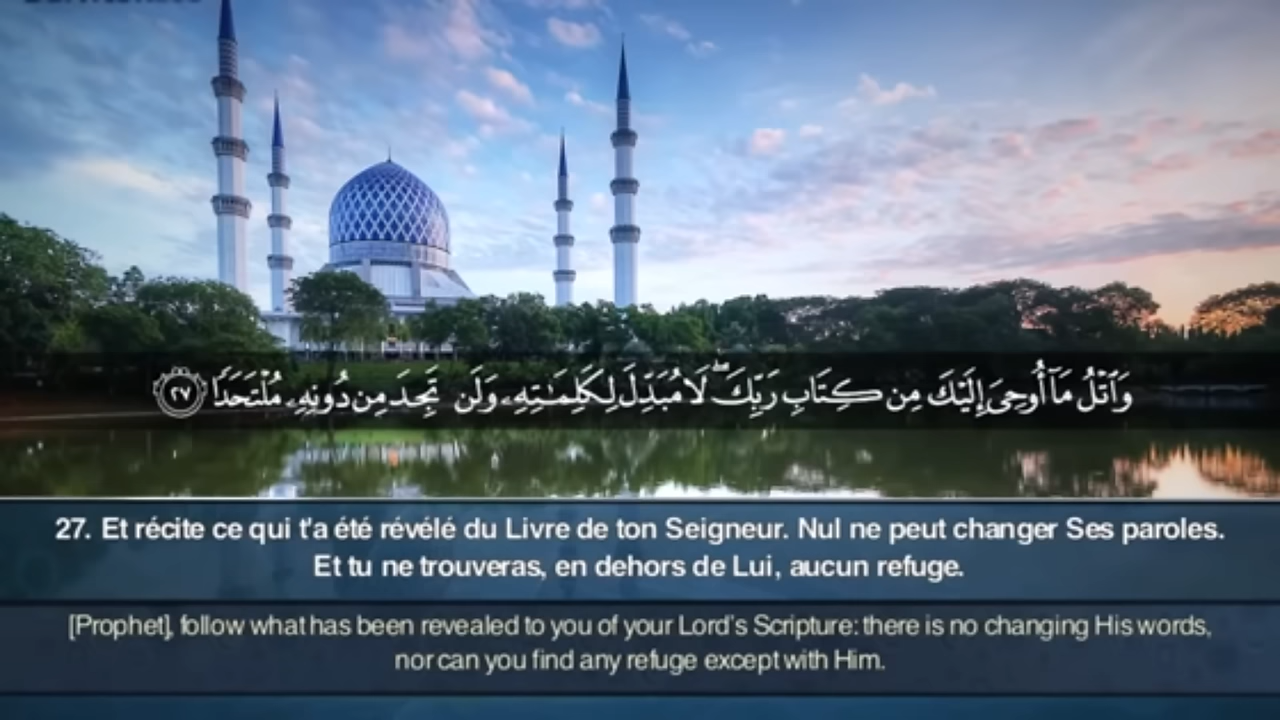 وَٱتۡلُ مَآ أُوحِيَ إِلَيۡكَ مِن كِتَابِ رَبِّكَۖ لَا مُبَدِّلَ لِكَلِمَٰتِهِۦ وَلَن تَجِدَ مِن دُونِهِۦ مُلۡتَحَدٗا ٢٧
27. Et récite ce qui t'a été révélé du Livre de ton Seigneur. Nul ne peut changer Ses paroles.
Et tu ne trouveras, en dehors de Lui, aucun refuge.
[Prophet], follow what has been revealed to you of your Lord's Scripture: there is no changing His words,
nor can you find any refuge except with Him.